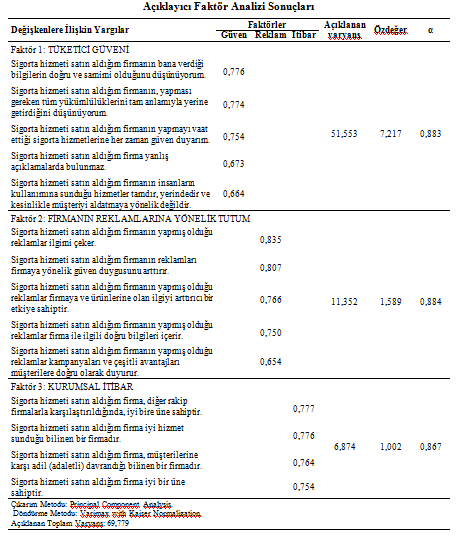 Açıklayıcı Faktör Analizi Sonuçları
Değişkenlere İlişkin Yargılar Faktörler Açıklanan varyans Özdeğer α
Güven Reklam İtibar
Faktör 1: TÜKETİCİ GÜVENİ
Sigorta hizmeti satın aldığım firmanın bana verdiği
bilgilerin doğru ve samimi olduğunu düşünüyorum. 0,776
Sigorta hizmeti satın aldığım firmanın, yapması
gereken tüm yükümlülüklerini tam anlamıyla yerine 0,774
getirdiğini düşünüyorum.
Sigorta hizmeti satın aldığım firmanın yapmayı vaat 0,754
ettiği sigorta hizmetlerine her zaman güven duyarım. 51,553 7,217 0,883
Sigorta hizmeti satın aldığım firma yanlış
açıklamalarda bulunmaz. 0,673
Sigorta hizmeti satın aldığım firmanın insanların
kullanımına sunduğu hizmetler tamdır, yerindedir ve 0,664
kesinlikle müşteriyi aldatmaya yönelik değildir.
Faktör 2: FİRMANIN REKLAMLARINA YÖNELİK TUTUM
Sigorta hizmeti satın aldığım firmanın yapmış olduğu
reklamlar ilgimi çeker. 0,835
Sigorta hizmeti satın aldığım firmanın reklamları
firmaya yönelik güven duygusunu arttırır. 0,807
Sigorta hizmeti satın aldığım firmanın yapmış olduğu
reklamlar firmaya ve ürünlerine olan ilgiyi arttırıcı bir 0,766 11,352 1,589 0,884
etkiye sahiptir.
Sigorta hizmeti satın aldığım firmanın yapmış olduğu
reklamlar firma ile ilgili doğru bilgileri içerir. 0,750
Sigorta hizmeti satın aldığım firmanın yapmış olduğu
reklamlar kampanyaları ve çeşitli avantajları 0,654
müşterilere doğru olarak duyurur.
Faktör 3: KURUMSAL İTİBAR
Sigorta hizmeti satın aldığım firma, diğer rakip
firmalarla karşılaştırıldığında, iyi bire üne sahiptir. 0,777
Sigorta hizmeti satın aldığım firma iyi hizmet
sunduğu bilinen bir firmadır. 0,776
Sigorta hizmeti satın aldığım firma, müşterilerine 6,874 1,002 0,867
karşı adil (adaletli) davrandığı bilinen bir firmadır. 0,764
Sigorta hizmeti satın aldığım firma iyi bir üne
sahiptir. 0,754
Çıkarım Metodu: Principal Component Analysis.
Döndürme Metodu: Varimax with Kaiser Normalization.
Açıklanan Toplam Varyans: 69,779